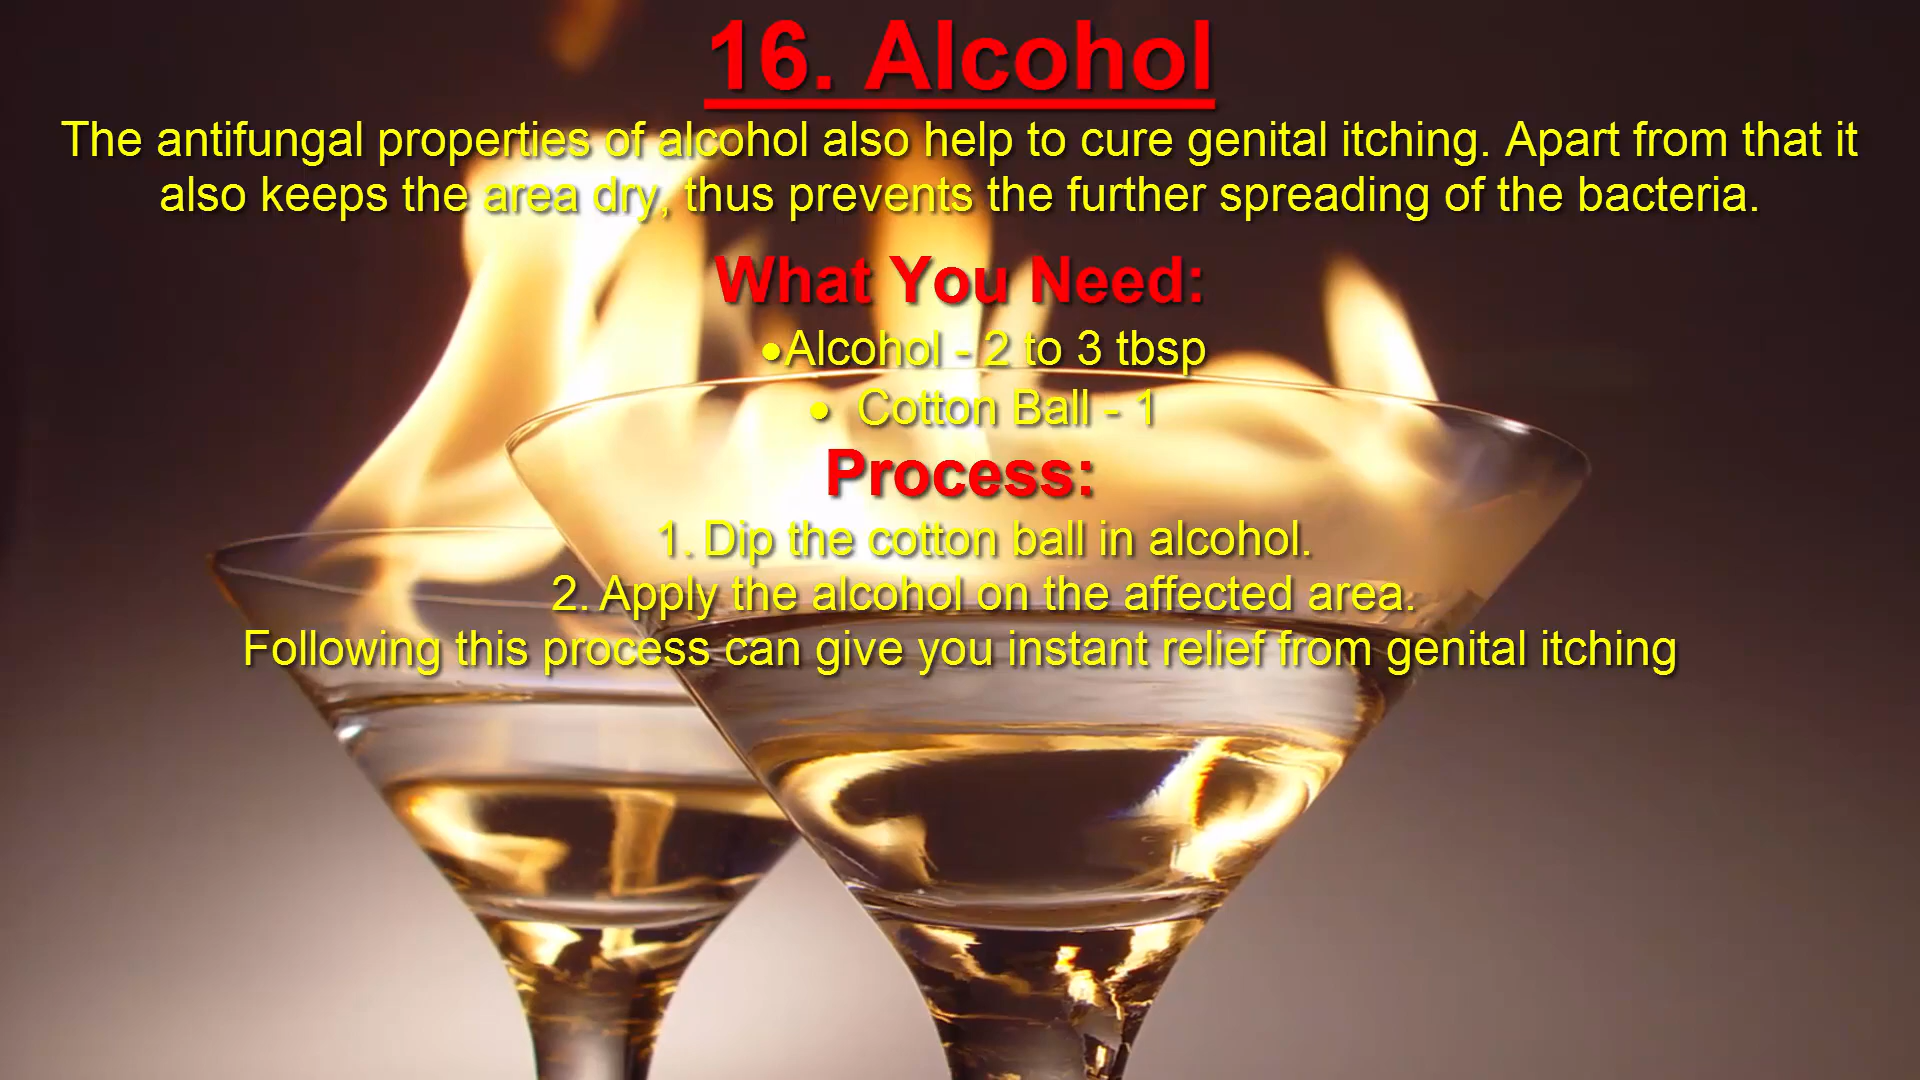 16. Alcohol
The antifungal properties of alcohol also help to cure genital itching. Apart from that it
also keeps the area dry, thus prevents the further spreading of the bacteria.
What You Need:
•Alcohol - 2 to 3 tbsp
• Cotton Ball - 1
Process:
1. Dip the cotton ball in alcohol.
2. Apply the alcohol on the affected area.
Following this process can give you instant relief from genital itching